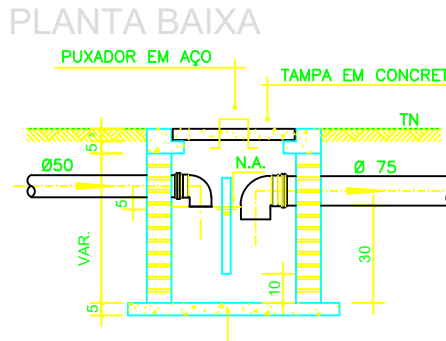 PLANTA BAIXA
PUXADOR EM AÇO
TAMPA EM CONCRET
TN
5
Ø50
N.A.
Ø 75
5
VAR.
10
30
5